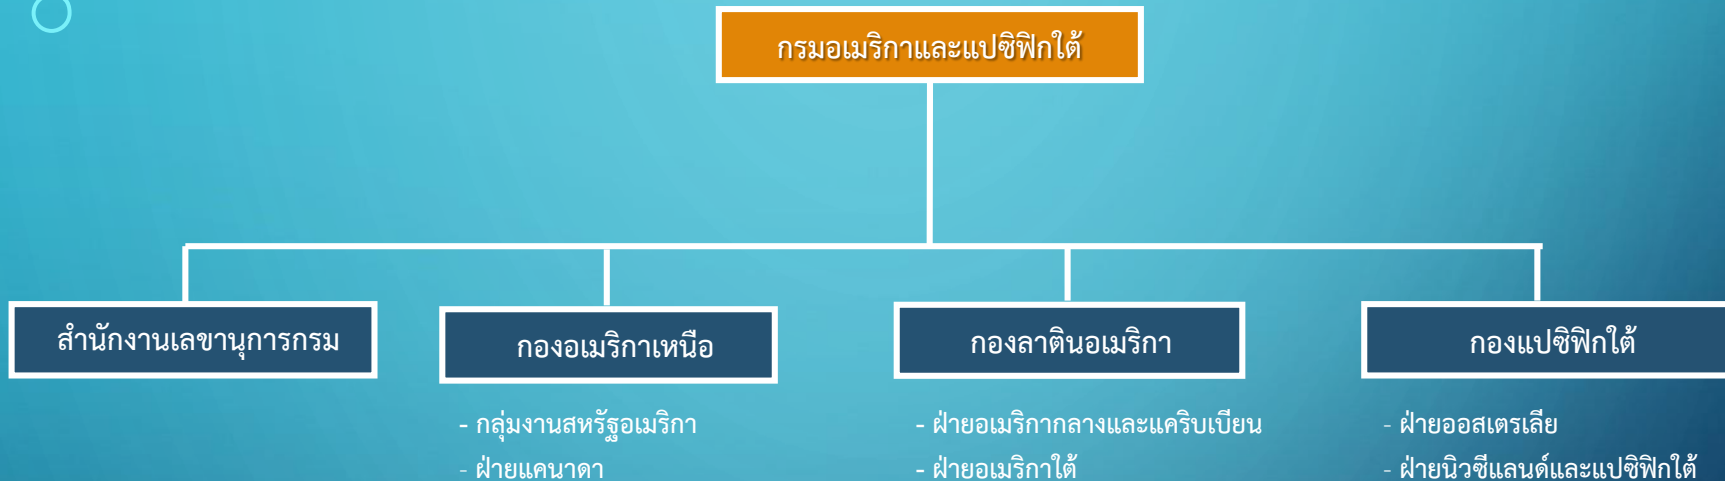 กรมอเมริกาและแปซิฟิกใต้
สำนักงานเลขานุการกรม
กองอเมริกาเหนือ
- กลุ่มงานสหรัฐอเมริกา
- ฝ่ายแคนาดา
กองลาตินอเมริกา
- ฝ่ายอเมริกากลางและแคริบเบียน
- ฝ่ายอเมริกาใต้
กองแปซิฟิกใต้
- ฝ่ายออสเตรเลีย
- ฝ่ายนิวซีแลนด์และแปซิฟิกใต้